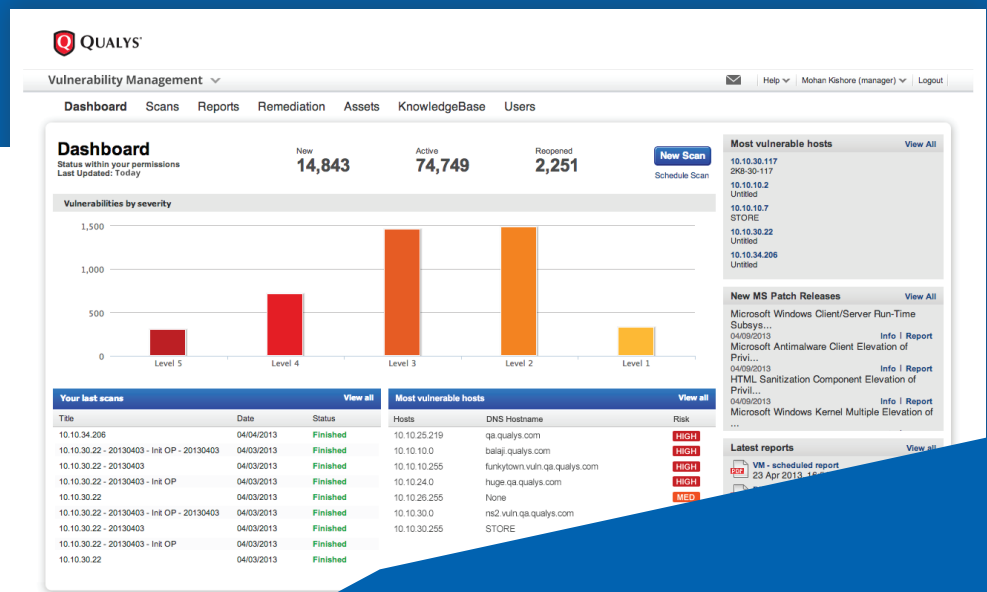 QUALYS
Vulnerability Management
Help
Mohan Kishore (manager)
Logout
Dashboard Scans Reports Remediation Assets KnowledgeBase Users
Dashboard
Status within your permissions
Last Updated: Today
New
14,843
Active
74,749
Reopened
2,251
New Scan
Schedule Scan
Vulnerabilities by severity
1,500
1,000
500
0
Level 5 Level 4 Level 3 Level 2 Level 1
Your last scans View all
Title Date Status
10.10.34.206 04/04/2013 Finished
10.10.30.22 - 20130403 - Init OP - 20130403 04/03/2013 Finished
10.10.30.22 - 20130403 04/03/2013 Finished
10.10.30.22 - 20130403 - Init OP 04/03/2013 Finished
10.10.30.22 04/03/2013 Finished
10.10.30.22 - 20130403 - Init OP - 20130403 04/03/2013 Finished
10.10.30.22 - 20130403 04/03/2013 Finished
10.10.30.22 - 20130403 - Init OP 04/03/2013 Finished
10.10.30.22 04/03/2013 Finished
Most vulnerable hosts View all
Hosts DNS Hostname Risk
10.10.25.219 qa.qualys.com HIGH
10.10.10.0 balaji.qualys.com HIGH
10.10.10.255 funkytown.vuln.qa.qualys.com HIGH
10.10.24.0 huge.qa.qualys.com HIGH
10.10.26.255 None MED
10.10.30.0 ns2.vuln.qa.qualys.com
10.10.30.255 STORE
Most vulnerable hosts View All
10.10.30.117
2K8-30-117
10.10.10.2
Untitled
10.10.10.7
STORE
10.10.30.22
Untitled
10.10.34.206
Untitled
New MS Patch Releases View All
Microsoft Windows Client/Server Run-Time
Subsys...
04/09/2013 Info | Report
Microsoft Antimalware Client Elevation of
Privi...
04/09/2013 Info | Report
HTML Sanitization Component Elevation of
Privil...
04/09/2013 Info | Report
Microsoft Windows Kernel Multiple Elevation of
...
Latest reports View all
PDF
VM - scheduled report
23 Apr 2013,